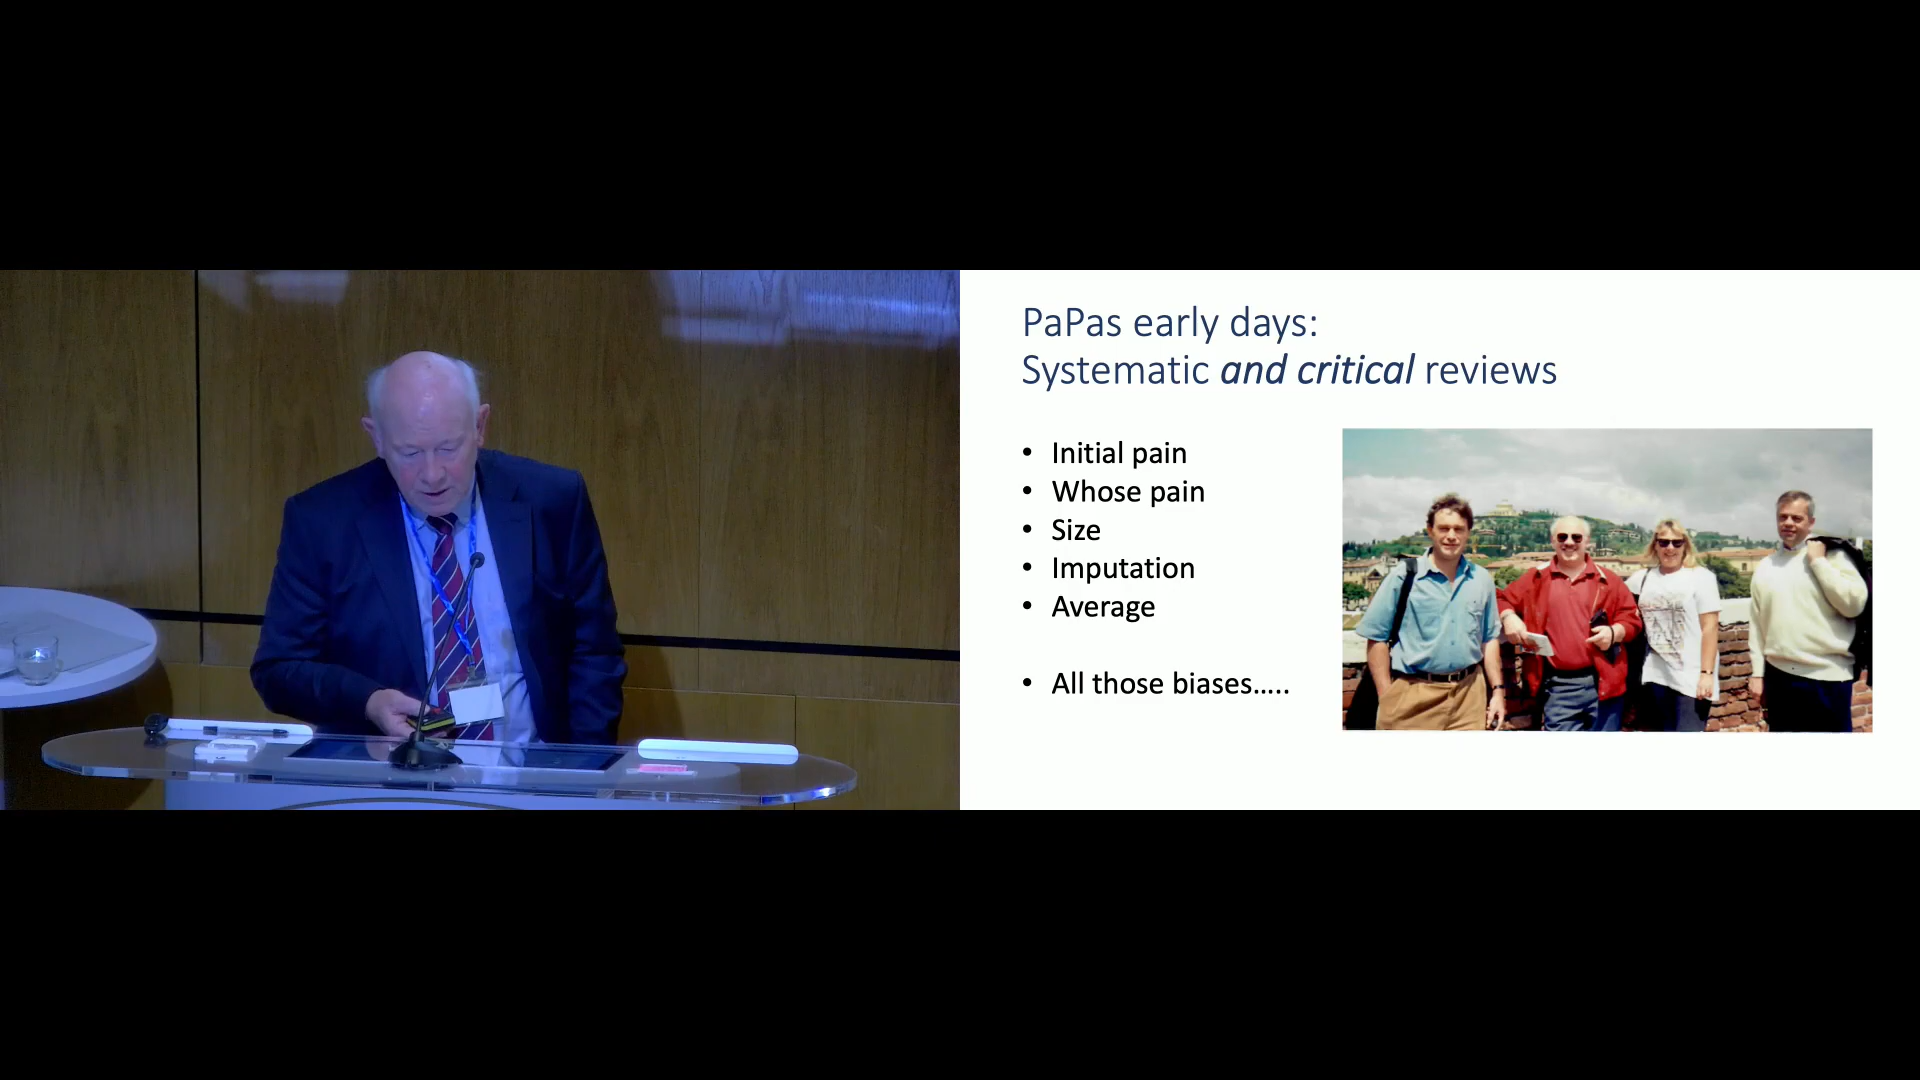 PaPas early days:
Systematic and critical reviews
• Initial pain
• Whose pain
• Size
• Imputation
• Average
• All those biases.....